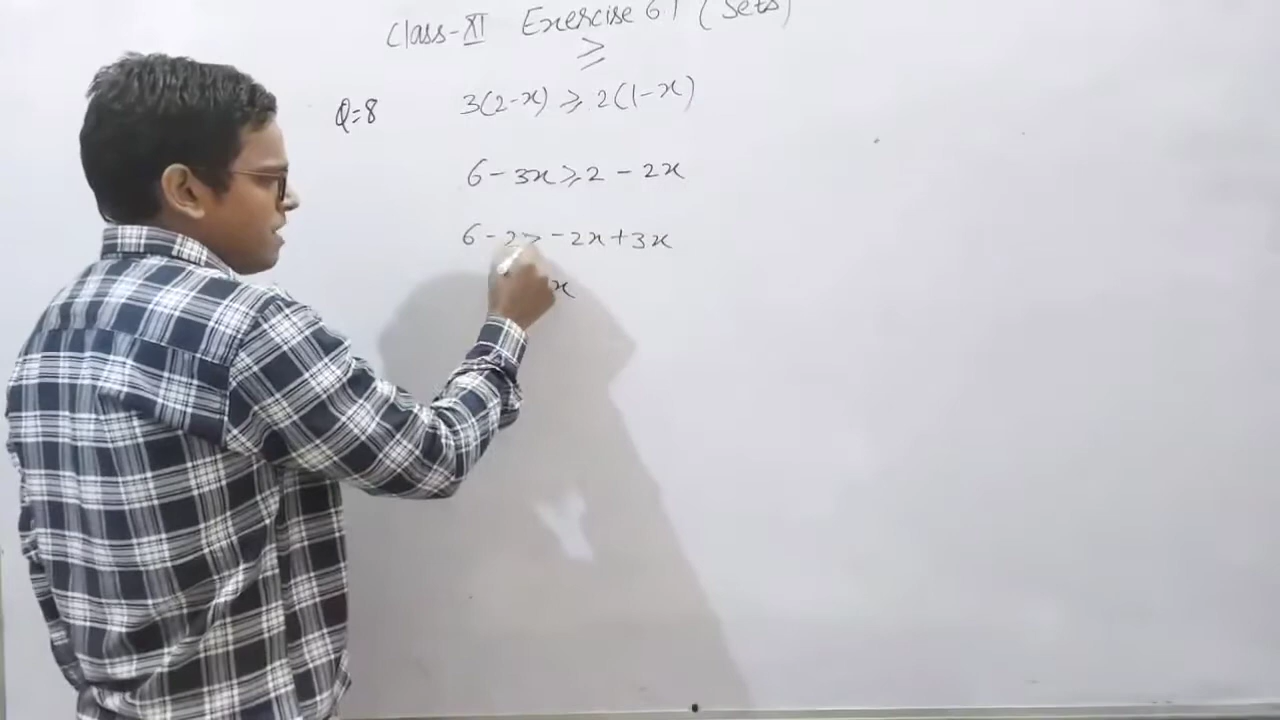 Class-XI Exercise 6.1 (Sets)
≥
Q=8 3(2-x) ≥ 2(1-x)
6-3x ≥ 2-2x
6-2 ≥ -2x+3x
x